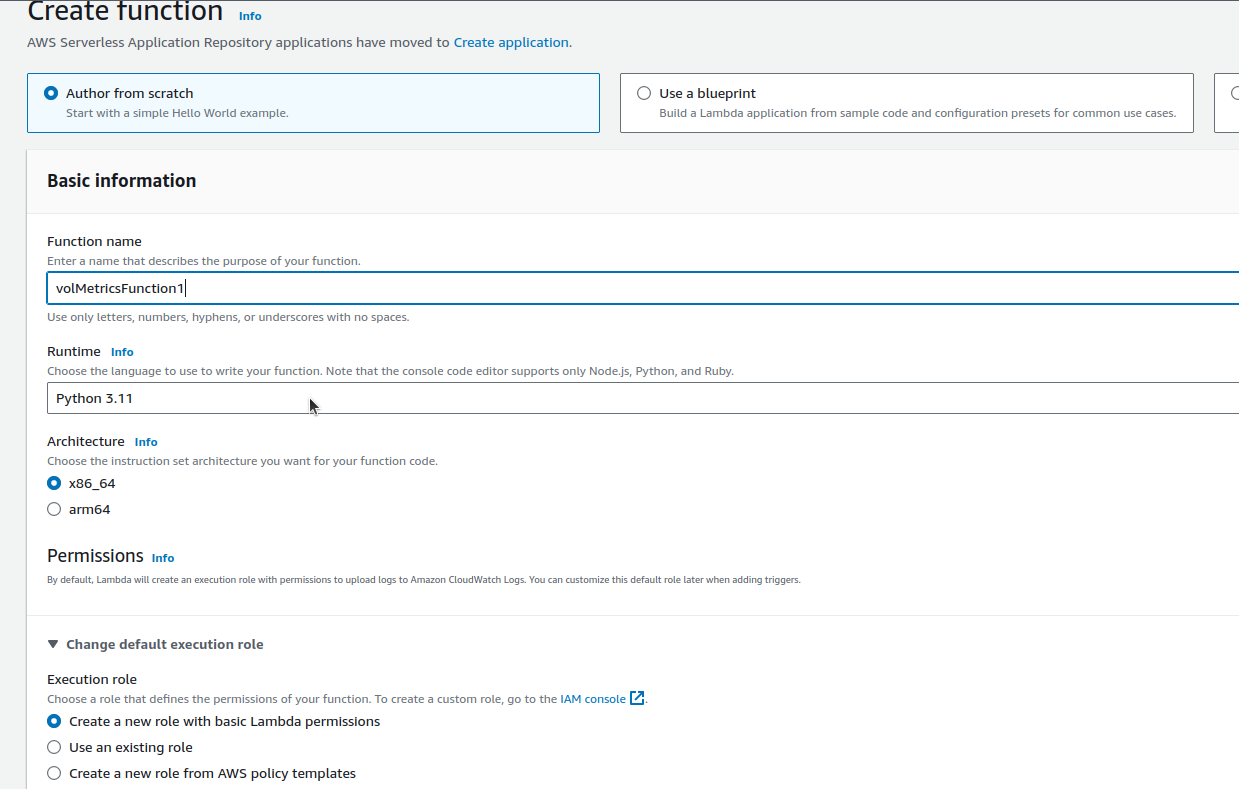 Create function Info
AWS Serverless Application Repository applications have moved to Create application.
Author from scratch
Start with a simple Hello World example.
Use a blueprint
Build a Lambda application from sample code and configuration presets for common use cases.
Basic information
Function name
Enter a name that describes the purpose of your function.
volMetricsFunction1
Use only letters, numbers, hyphens, or underscores with no spaces.
Runtime Info
Choose the language to use to write your function. Note that the console code editor supports only Node.js, Python, and Ruby.
Python 3.11
Architecture Info
Choose the instruction set architecture you want for your function code.
x86_64
arm64
Permissions Info
By default, Lambda will create an execution role with permissions to upload logs to Amazon CloudWatch Logs. You can customize this default role later when adding triggers.
Change default execution role
Execution role
Choose a role that defines the permissions of your function. To create a custom role, go to the IAM console.
Create a new role with basic Lambda permissions
Use an existing role
Create a new role from AWS policy templates